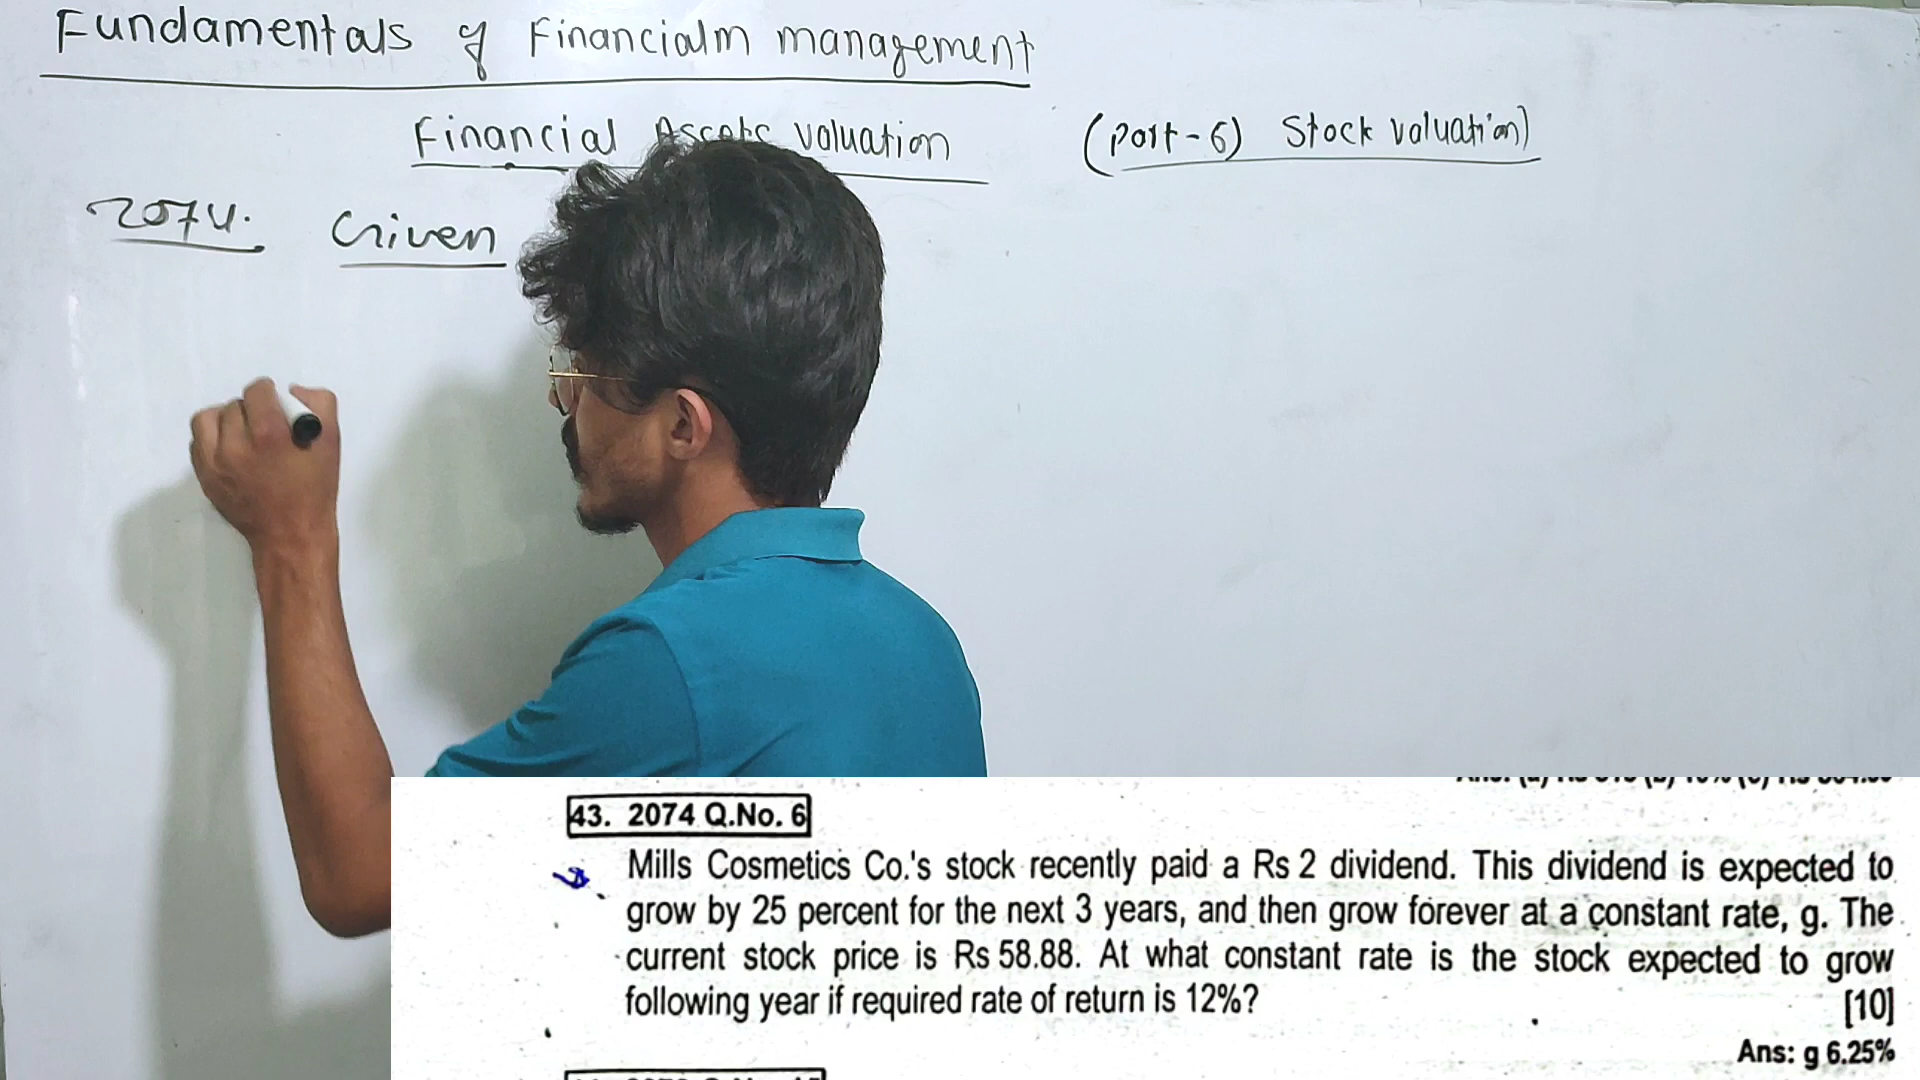 Fundamentals of Financialm management
Financial Assets Valuation (part-6) Stock valuation)
2074. Given
43. 2074 Q.No. 6
Mills Cosmetics Co.'s stock recently paid a Rs 2 dividend. This dividend is expected to
grow by 25 percent for the next 3 years, and then grow forever at a constant rate, g. The
current stock price is Rs 58.88. At what constant rate is the stock expected to grow
following year if required rate of return is 12%?
[10]
Ans: g 6.25%